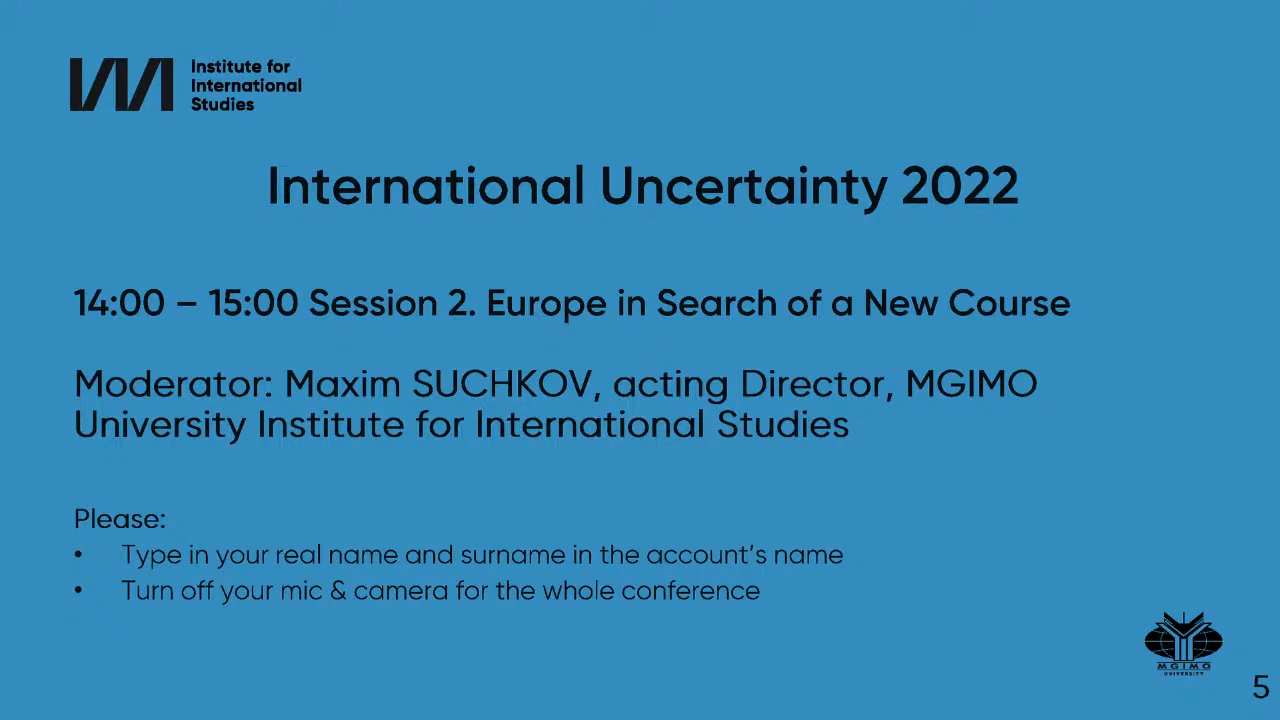 Institute for
International
Studies
International Uncertainty 2022
14:00 – 15:00 Session 2. Europe in Search of a New Course
Moderator: Maxim SUCHKOV, acting Director, MGIMO
University Institute for International Studies
Please:
• Type in your real name and surname in the account’s name
• Turn off your mic & camera for the whole conference
MGIMO
UNIVERSITY
5